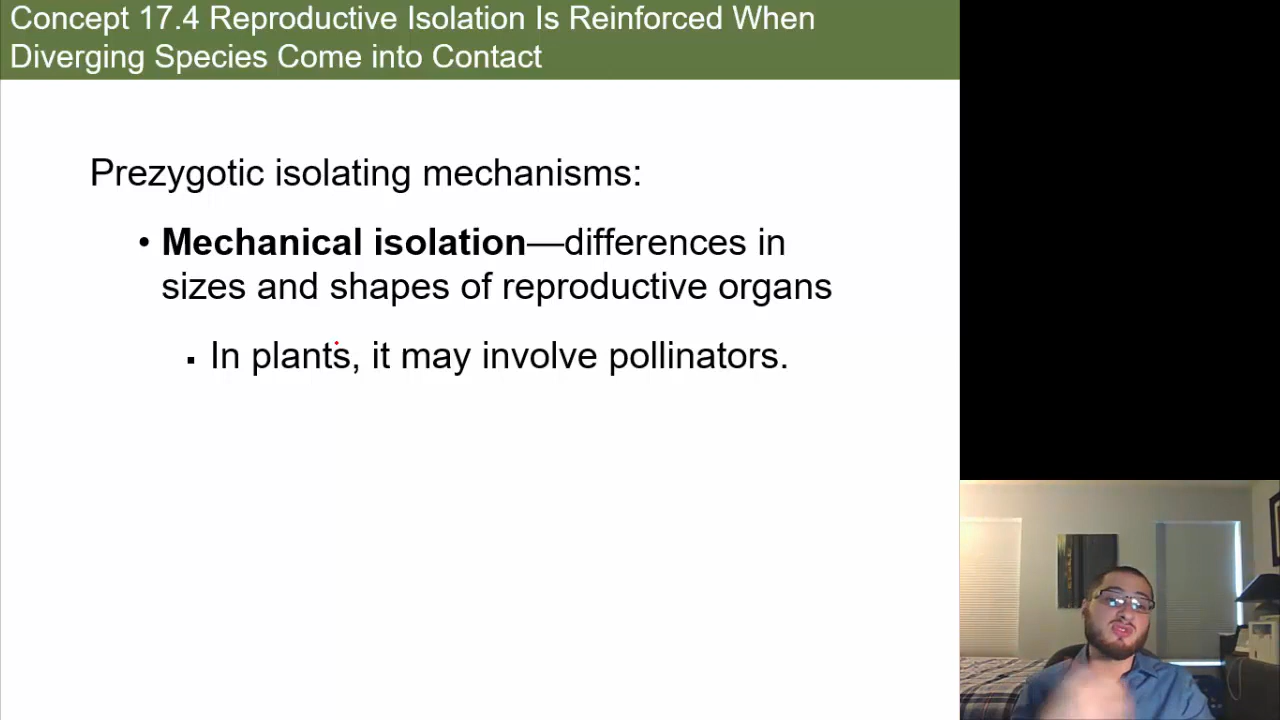 Concept 17.4 Reproductive Isolation Is Reinforced When
Diverging Species Come into Contact
Prezygotic isolating mechanisms:
• Mechanical isolation—differences in
sizes and shapes of reproductive organs
▪ In plants, it may involve pollinators.